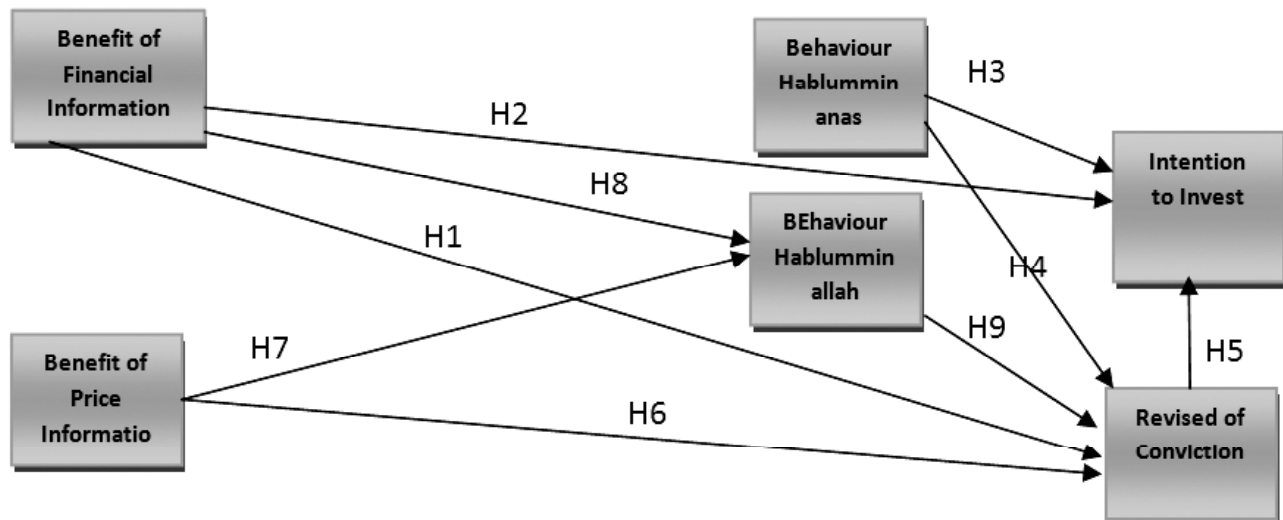 Benefit of
Financial
Information
Behaviour
Hablummin
anas
H3
H2
Intention
to Invest
H8
H1
BEhaviour
Hablummin
allah
H4
H9
H7
H5
Benefit of
Price
Informatio
H6
Revised of
Conviction